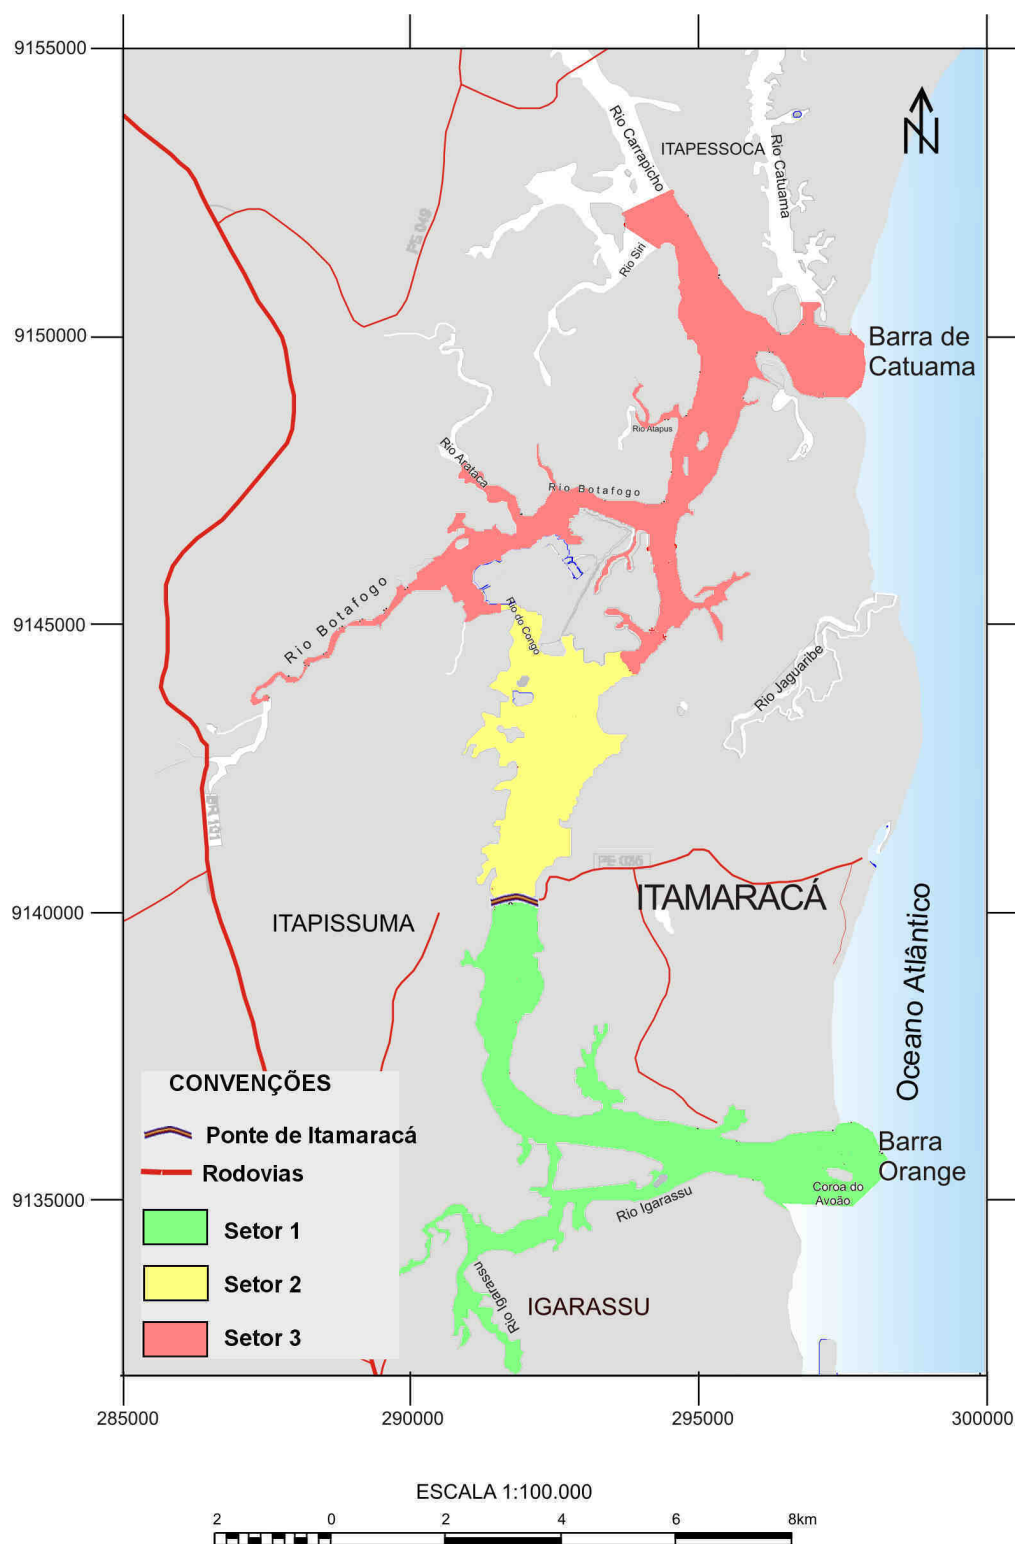 9155000
Rio Carrapicho
ITAPESSOCA
Rio Catuama
N
PE 049
Rio Siri
9150000
Barra de
Catuama
Rio Atapus
Rio Arataca
Rio Botafogo
Rio Botafogo
Rio do Congo
9145000
Rio Jaguaribe
BR 101
PE 035
ITAMARACÁ
9140000
ITAPISSUMA
Oceano Atlântico
CONVENÇÕES
Ponte de Itamaracá
Rodovias
Setor 1
Setor 2
Setor 3
Barra
Orange
Coroa do
Avoão
9135000
Rio Igarassu
Rio Igarassu
IGARASSU
285000
290000
295000
300000
ESCALA 1:100.000
2 0 2 4 6 8km